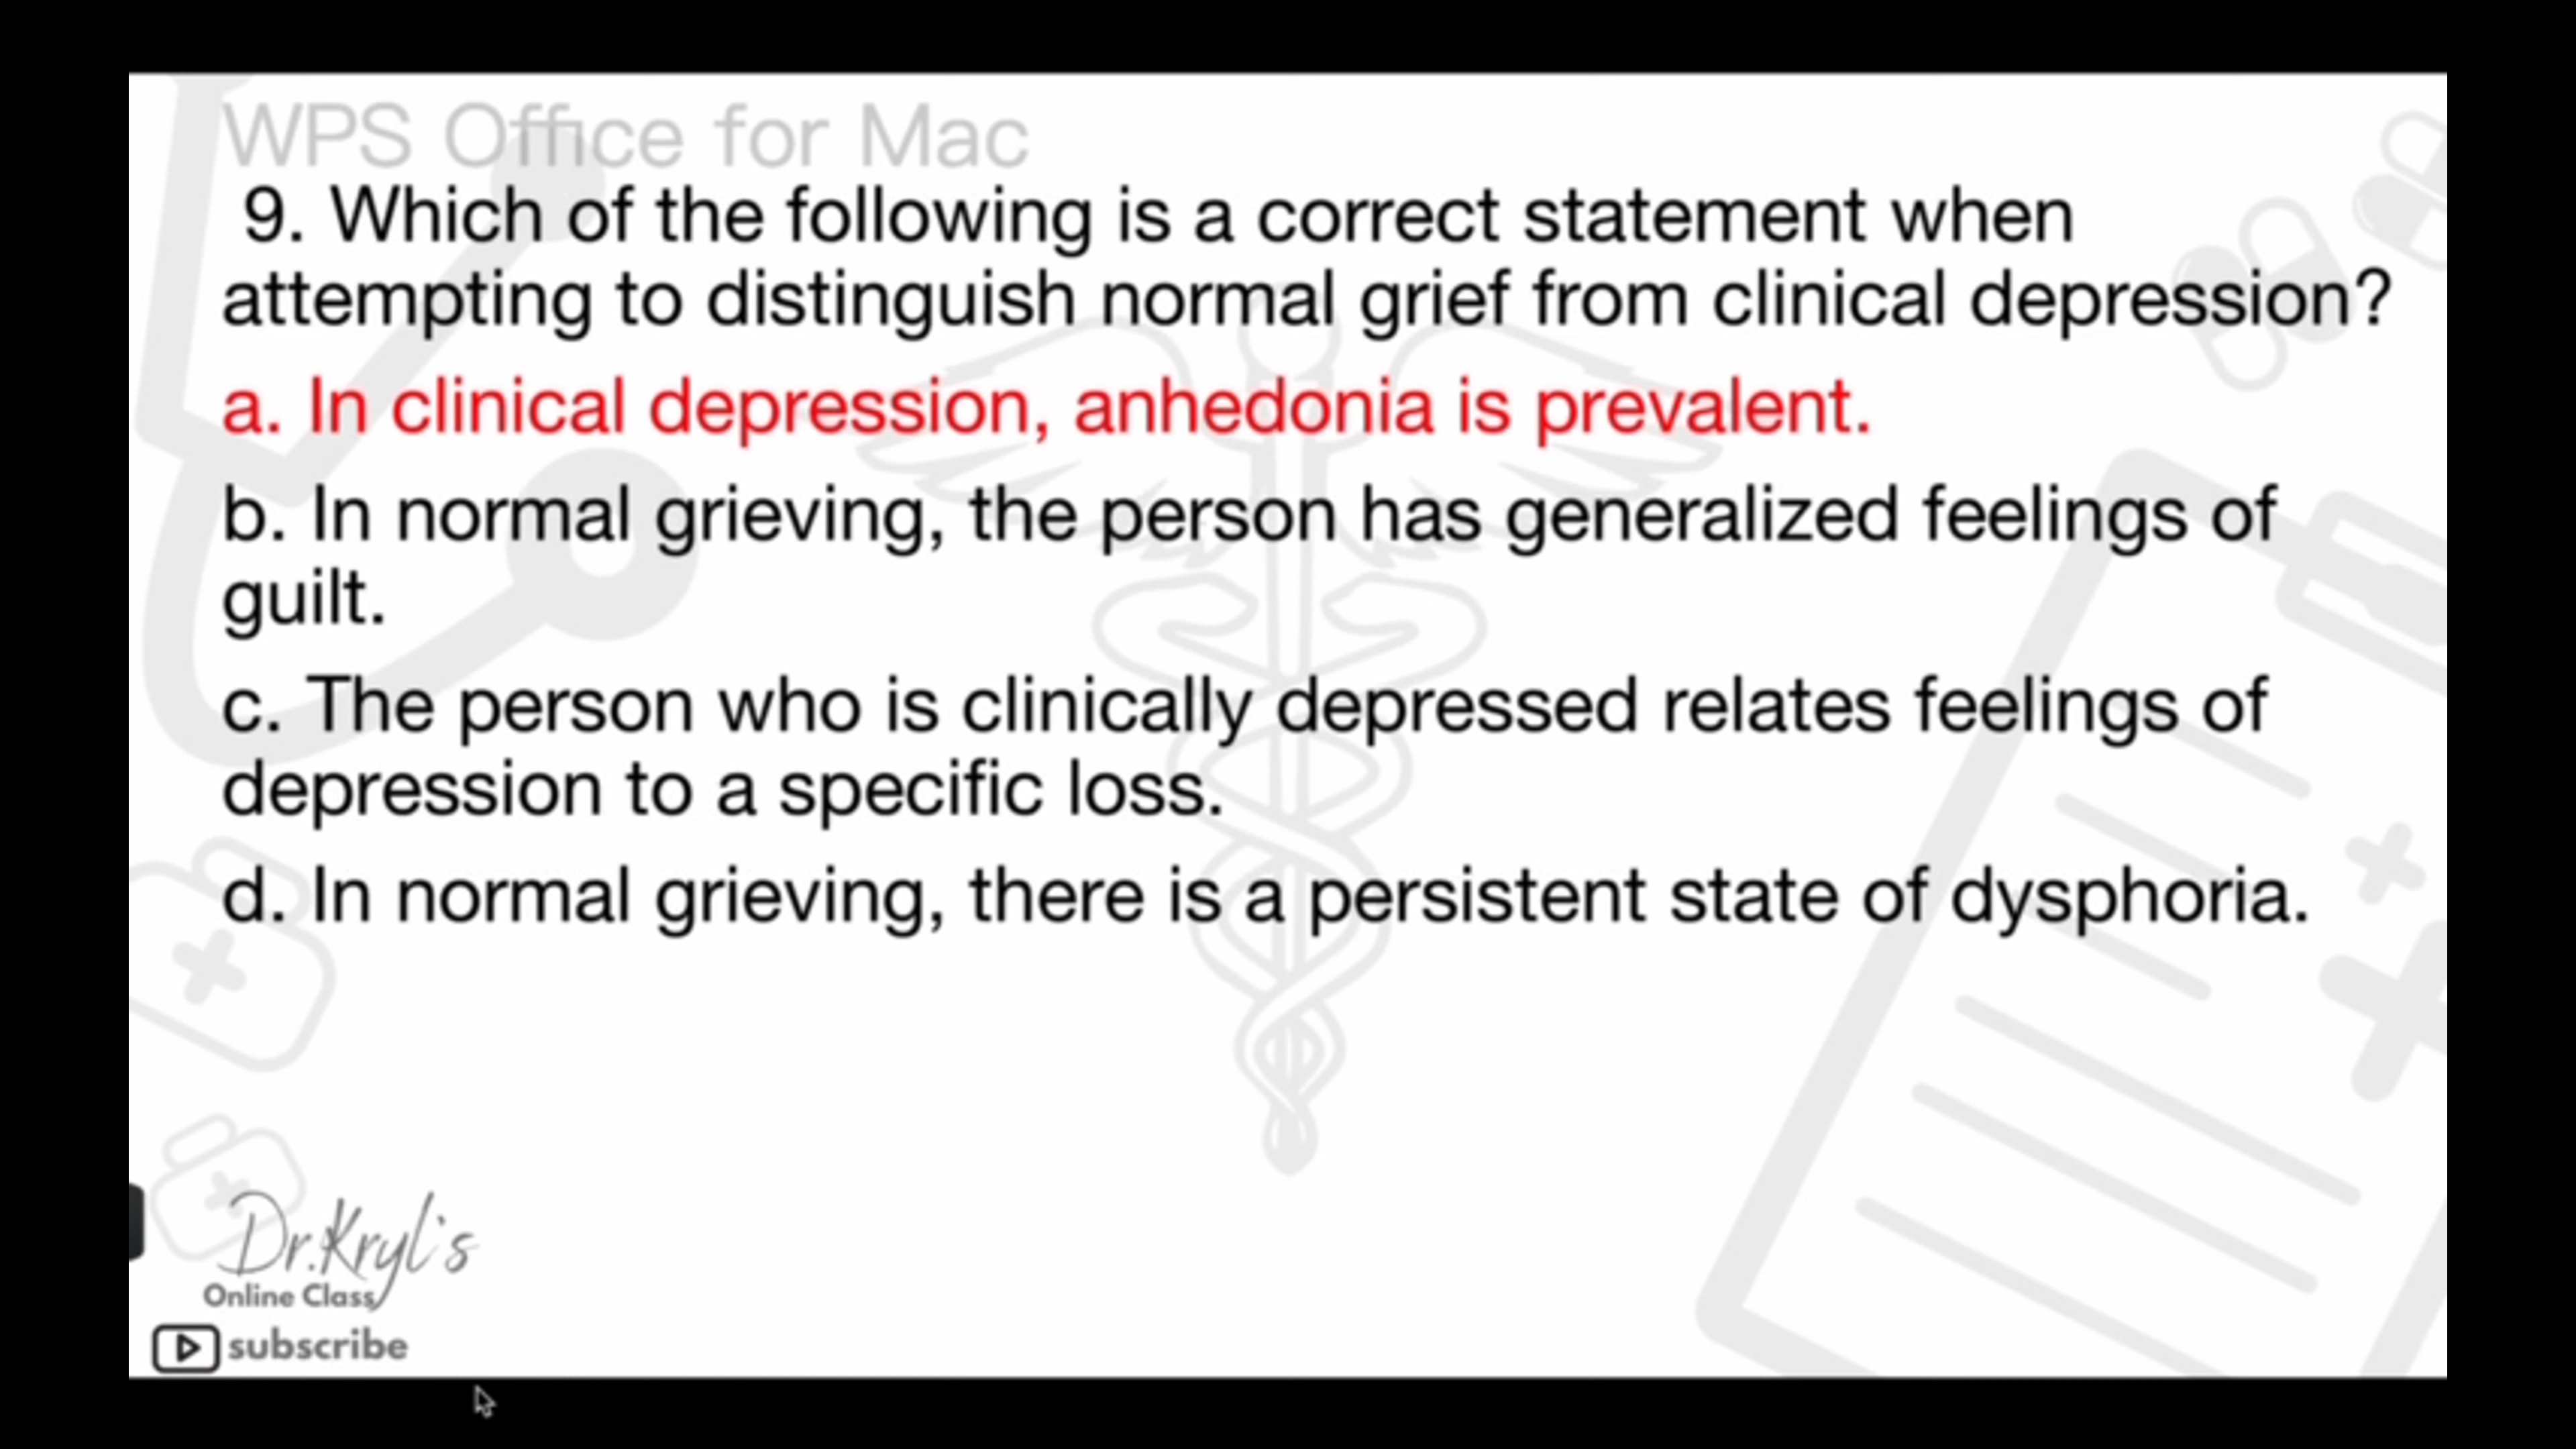 WPS Office for Mac
9. Which of the following is a correct statement when
attempting to distinguish normal grief from clinical depression?
a. In clinical depression, anhedonia is prevalent.
b. In normal grieving, the person has generalized feelings of
guilt.
c. The person who is clinically depressed relates feelings of
depression to a specific loss.
d. In normal grieving, there is a persistent state of dysphoria.
Dr.Kryl's
Online Class
subscribe